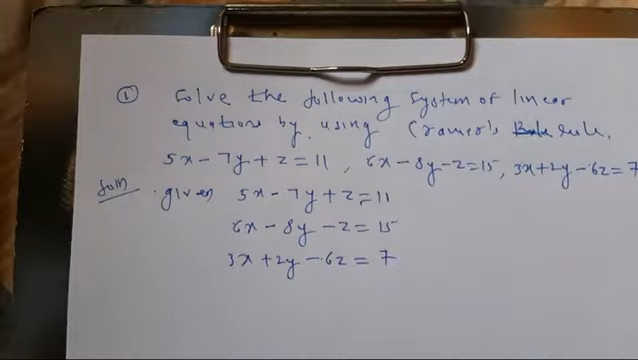 ① Solve the following System of linear
equations by using Cramer's rule.
5x - 7y + z = 11, 6x - 8y - z = 15, 3x + 2y - 6z = 7
Soln given 5x - 7y + z = 11
6x - 8y - z = 15
3x + 2y - 6z = 7